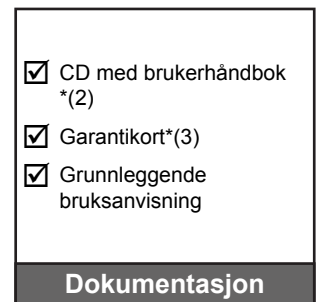 ☑ CD med brukerhåndbok
*(2)
☑ Garantikort*(3)
☑ Grunnleggende
bruksanvisning
Dokumentasjon